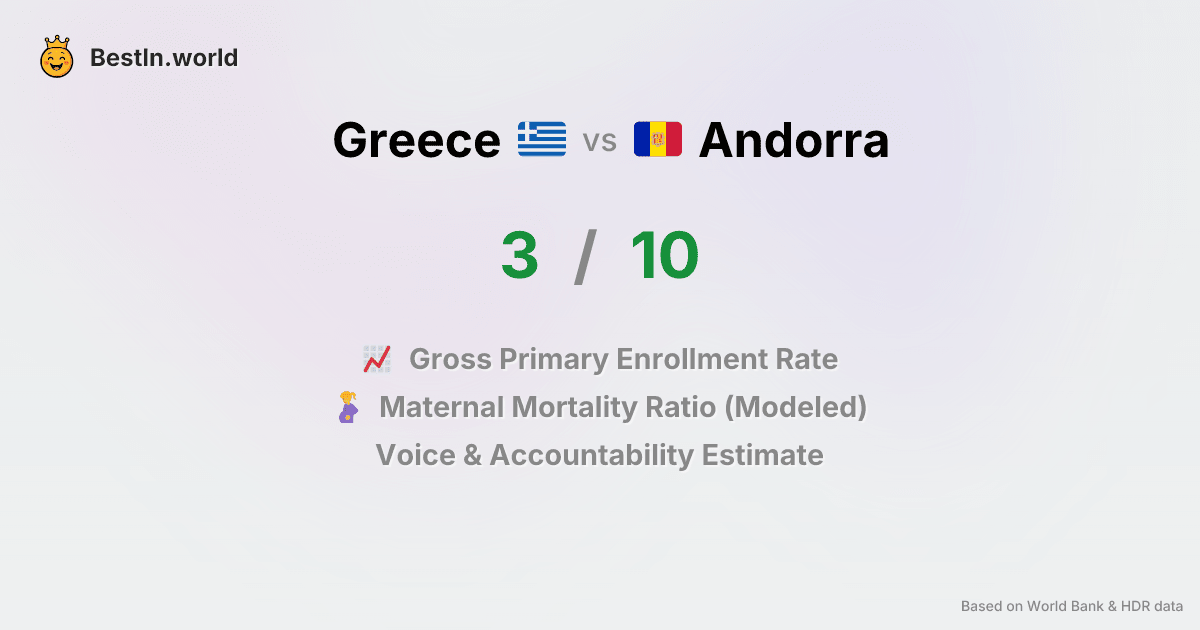 BestIn.world
Greece vs Andorra
3 / 10
Gross Primary Enrollment Rate
Maternal Mortality Ratio (Modeled)
Voice & Accountability Estimate
Based on World Bank & HDR data